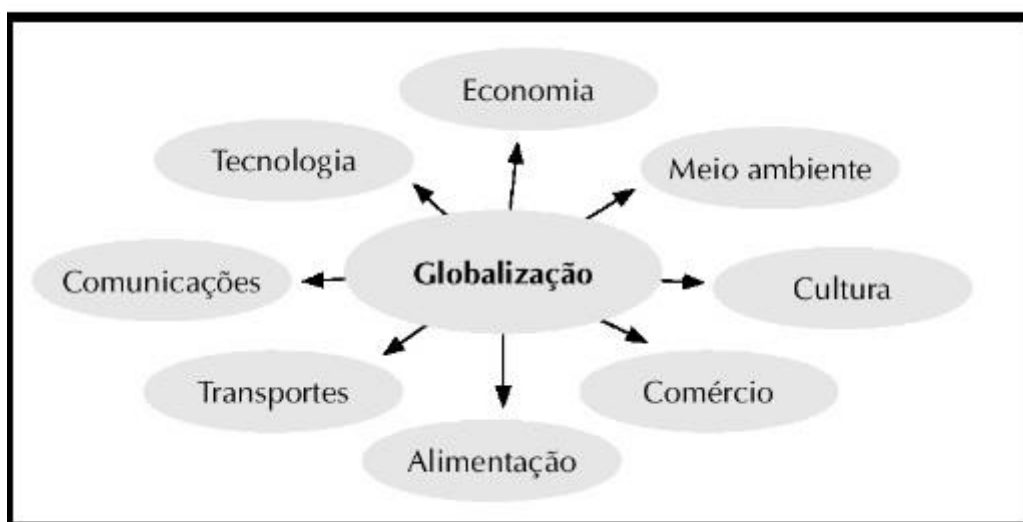 Economia
Tecnologia
Meio ambiente
Comunicações
Globalização
Cultura
Transportes
Comércio
Alimentação